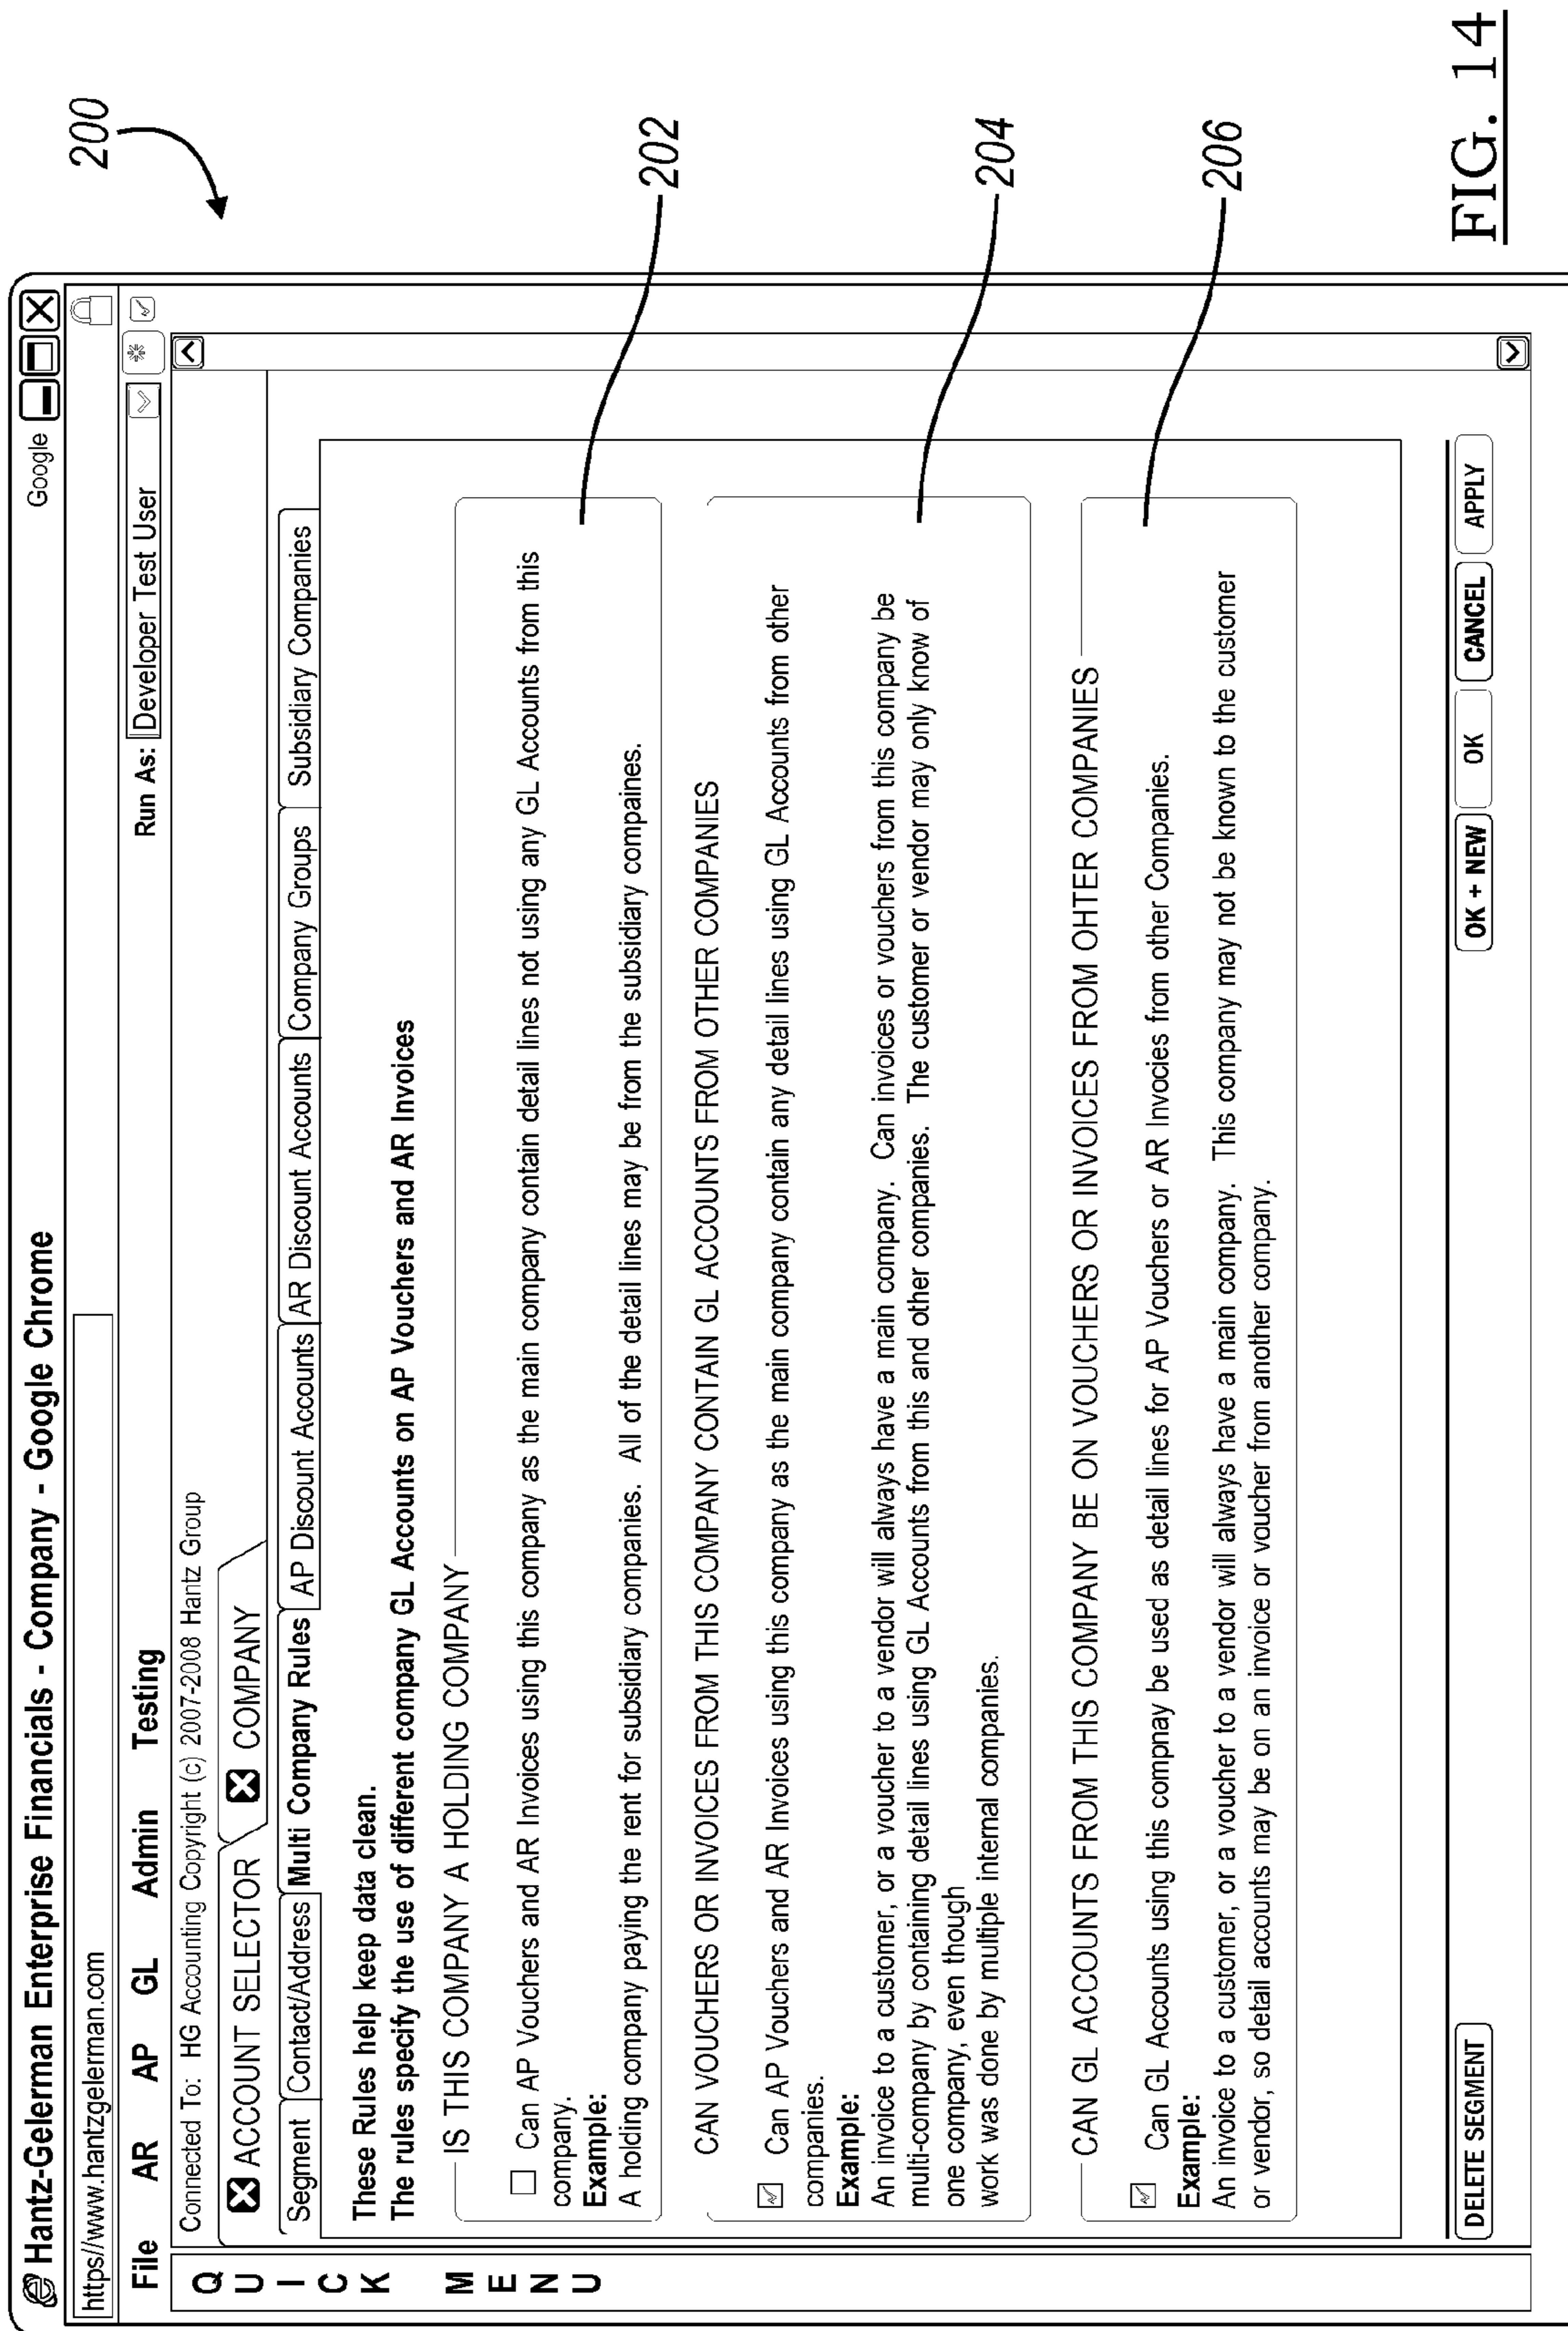 Hantz-Gelerman Enterprise Financials - Company - Google Chrome
Google
https//www.hantzgelerman.com
File AR AP GL Admin Testing
Run As: Developer Test User
Connected To: HG Accounting Copyright (c) 2007-2008 Hantz Group
QUICK MENU
ACCOUNT SELECTOR
COMPANY
Segment Contact/Address Multi Company Rules AP Discount Accounts AR Discount Accounts Company Groups Subsidiary Companies
These Rules help keep data clean.
The rules specify the use of different company GL Accounts on AP Vouchers and AR Invoices
IS THIS COMPANY A HOLDING COMPANY
Can AP Vouchers and AR Invoices using this company as the main company contain detail lines not using any GL Accounts from this
company.
Example:
A holding company paying the rent for subsidiary companies. All of the detail lines may be from the subsidiary compaines.
CAN VOUCHERS OR INVOICES FROM THIS COMPANY CONTAIN GL ACCOUNTS FROM OTHER COMPANIES
Can AP Vouchers and AR Invoices using this company as the main company contain any detail lines using GL Accounts from other
companies.
Example:
An invoice to a customer, or a voucher to a vendor will always have a main company. Can invoices or vouchers from this company be
multi-company by containing detail lines using GL Accounts from this and other companies. The customer or vendor may only know of
one company, even though
work was done by multiple internal companies.
CAN GL ACCOUNTS FROM THIS COMPANY BE ON VOUCHERS OR INVOICES FROM OHTER COMPANIES
Can GL Accounts using this compnay be used as detail lines for AP Vouchers or AR Invocies from other Companies.
Example:
An invoice to a customer, or a voucher to a vendor will always have a main company. This company may not be known to the customer
or vendor, so detail accounts may be on an invoice or voucher from another company.
DELETE SEGMENT
OK + NEW
OK
CANCEL
APPLY
200
202
204
206
FIG. 14